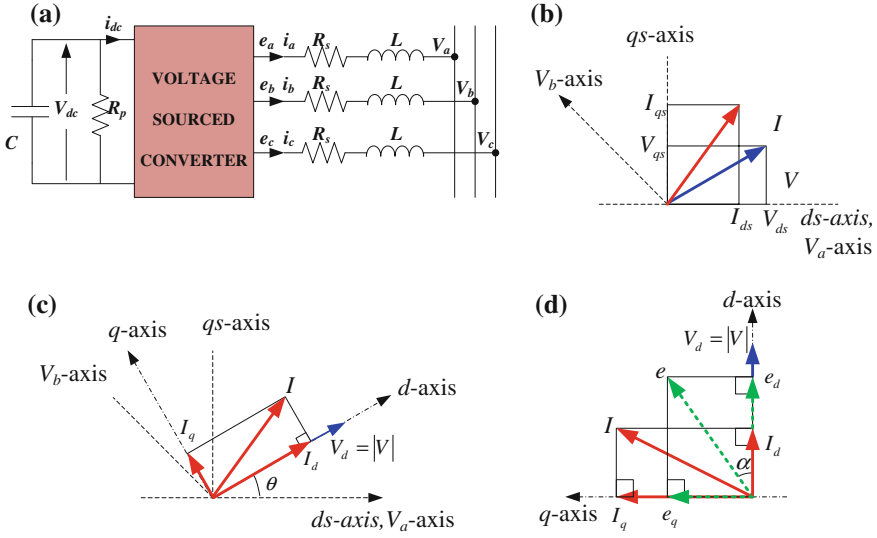 (a)
i_dc
V_dc
R_p
C
VOLTAGE
SOURCED
CONVERTER
e_a i_a R_s L V_a
e_b i_b R_s L V_b
e_c i_c R_s L V_c
(b)
qs-axis
V_b-axis
I_qs
I
V_qs
V
I_ds V_ds ds-axis,
V_a-axis
(c)
q-axis
qs-axis
V_b-axis
I
d-axis
I_q
I_d
V_d = |V|
θ
ds-axis,V_a-axis
(d)
d-axis
V_d = |V|
e
e_d
I
I_d
α
q-axis
I_q
e_q